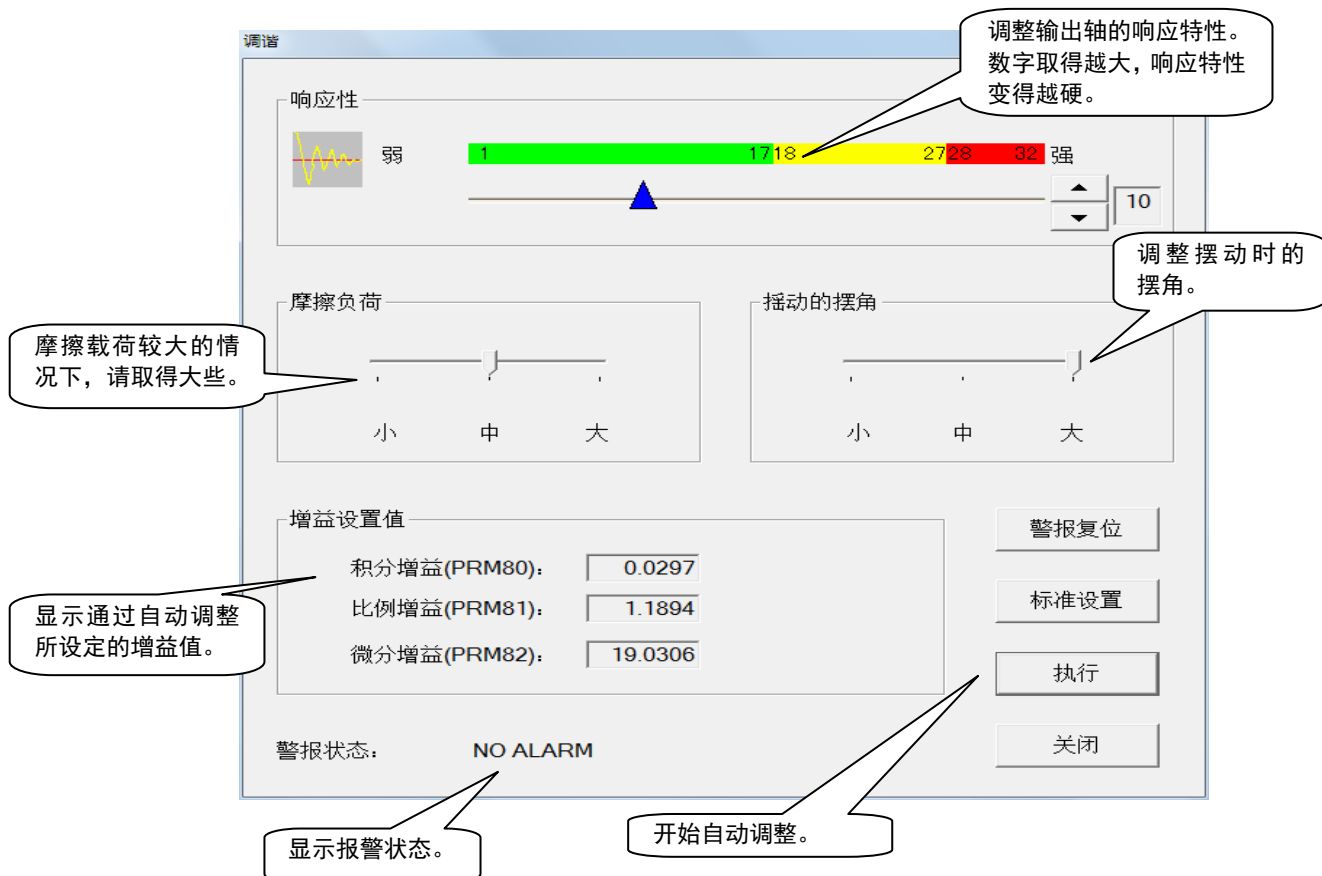 调谐
调整输出轴的响应特性。
数字取得越大，响应特性
变得越硬。
响应性
弱
1 17 18 27 28 32
强
10
调整摆动时的
摆角。
摩擦负荷
摩擦载荷较大的情
况下，请取得大些。
小 中 大
摇动的摆角
小 中 大
增益设置值
积分增益(PRM80)： 0.0297
比例增益(PRM81)： 1.1894
微分增益(PRM82)： 19.0306
显示通过自动调整
所设定的增益值。
警报复位
标准设置
执行
关闭
警报状态： NO ALARM
显示报警状态。
开始自动调整。